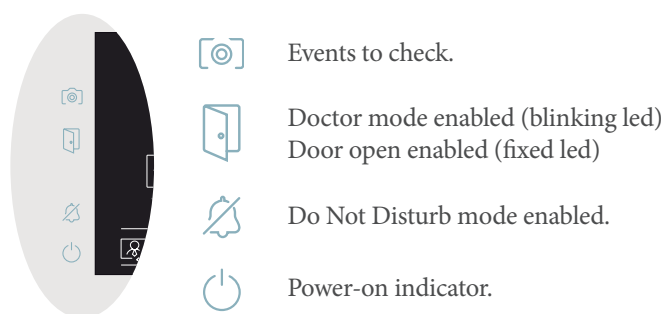 Events to check.
Doctor mode enabled (blinking led)
Door open enabled (fixed led)
Do Not Disturb mode enabled.
Power-on indicator.